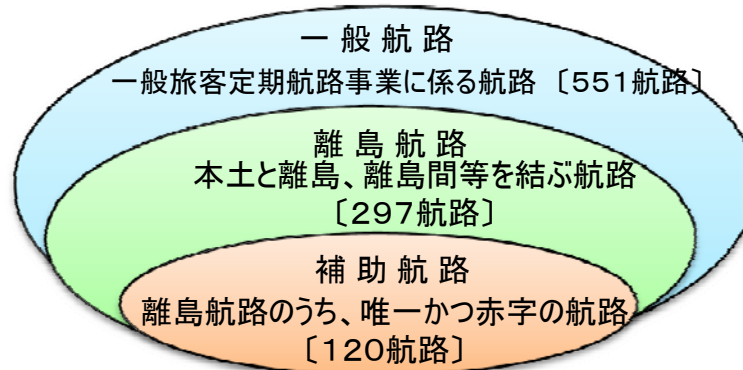 一 般 航 路
一般旅客定期航路事業に係る航路 〔551航路〕
離 島 航 路
本土と離島、離島間等を結ぶ航路
〔297航路〕
補 助 航 路
離島航路のうち、唯一かつ赤字の航路
〔120航路〕